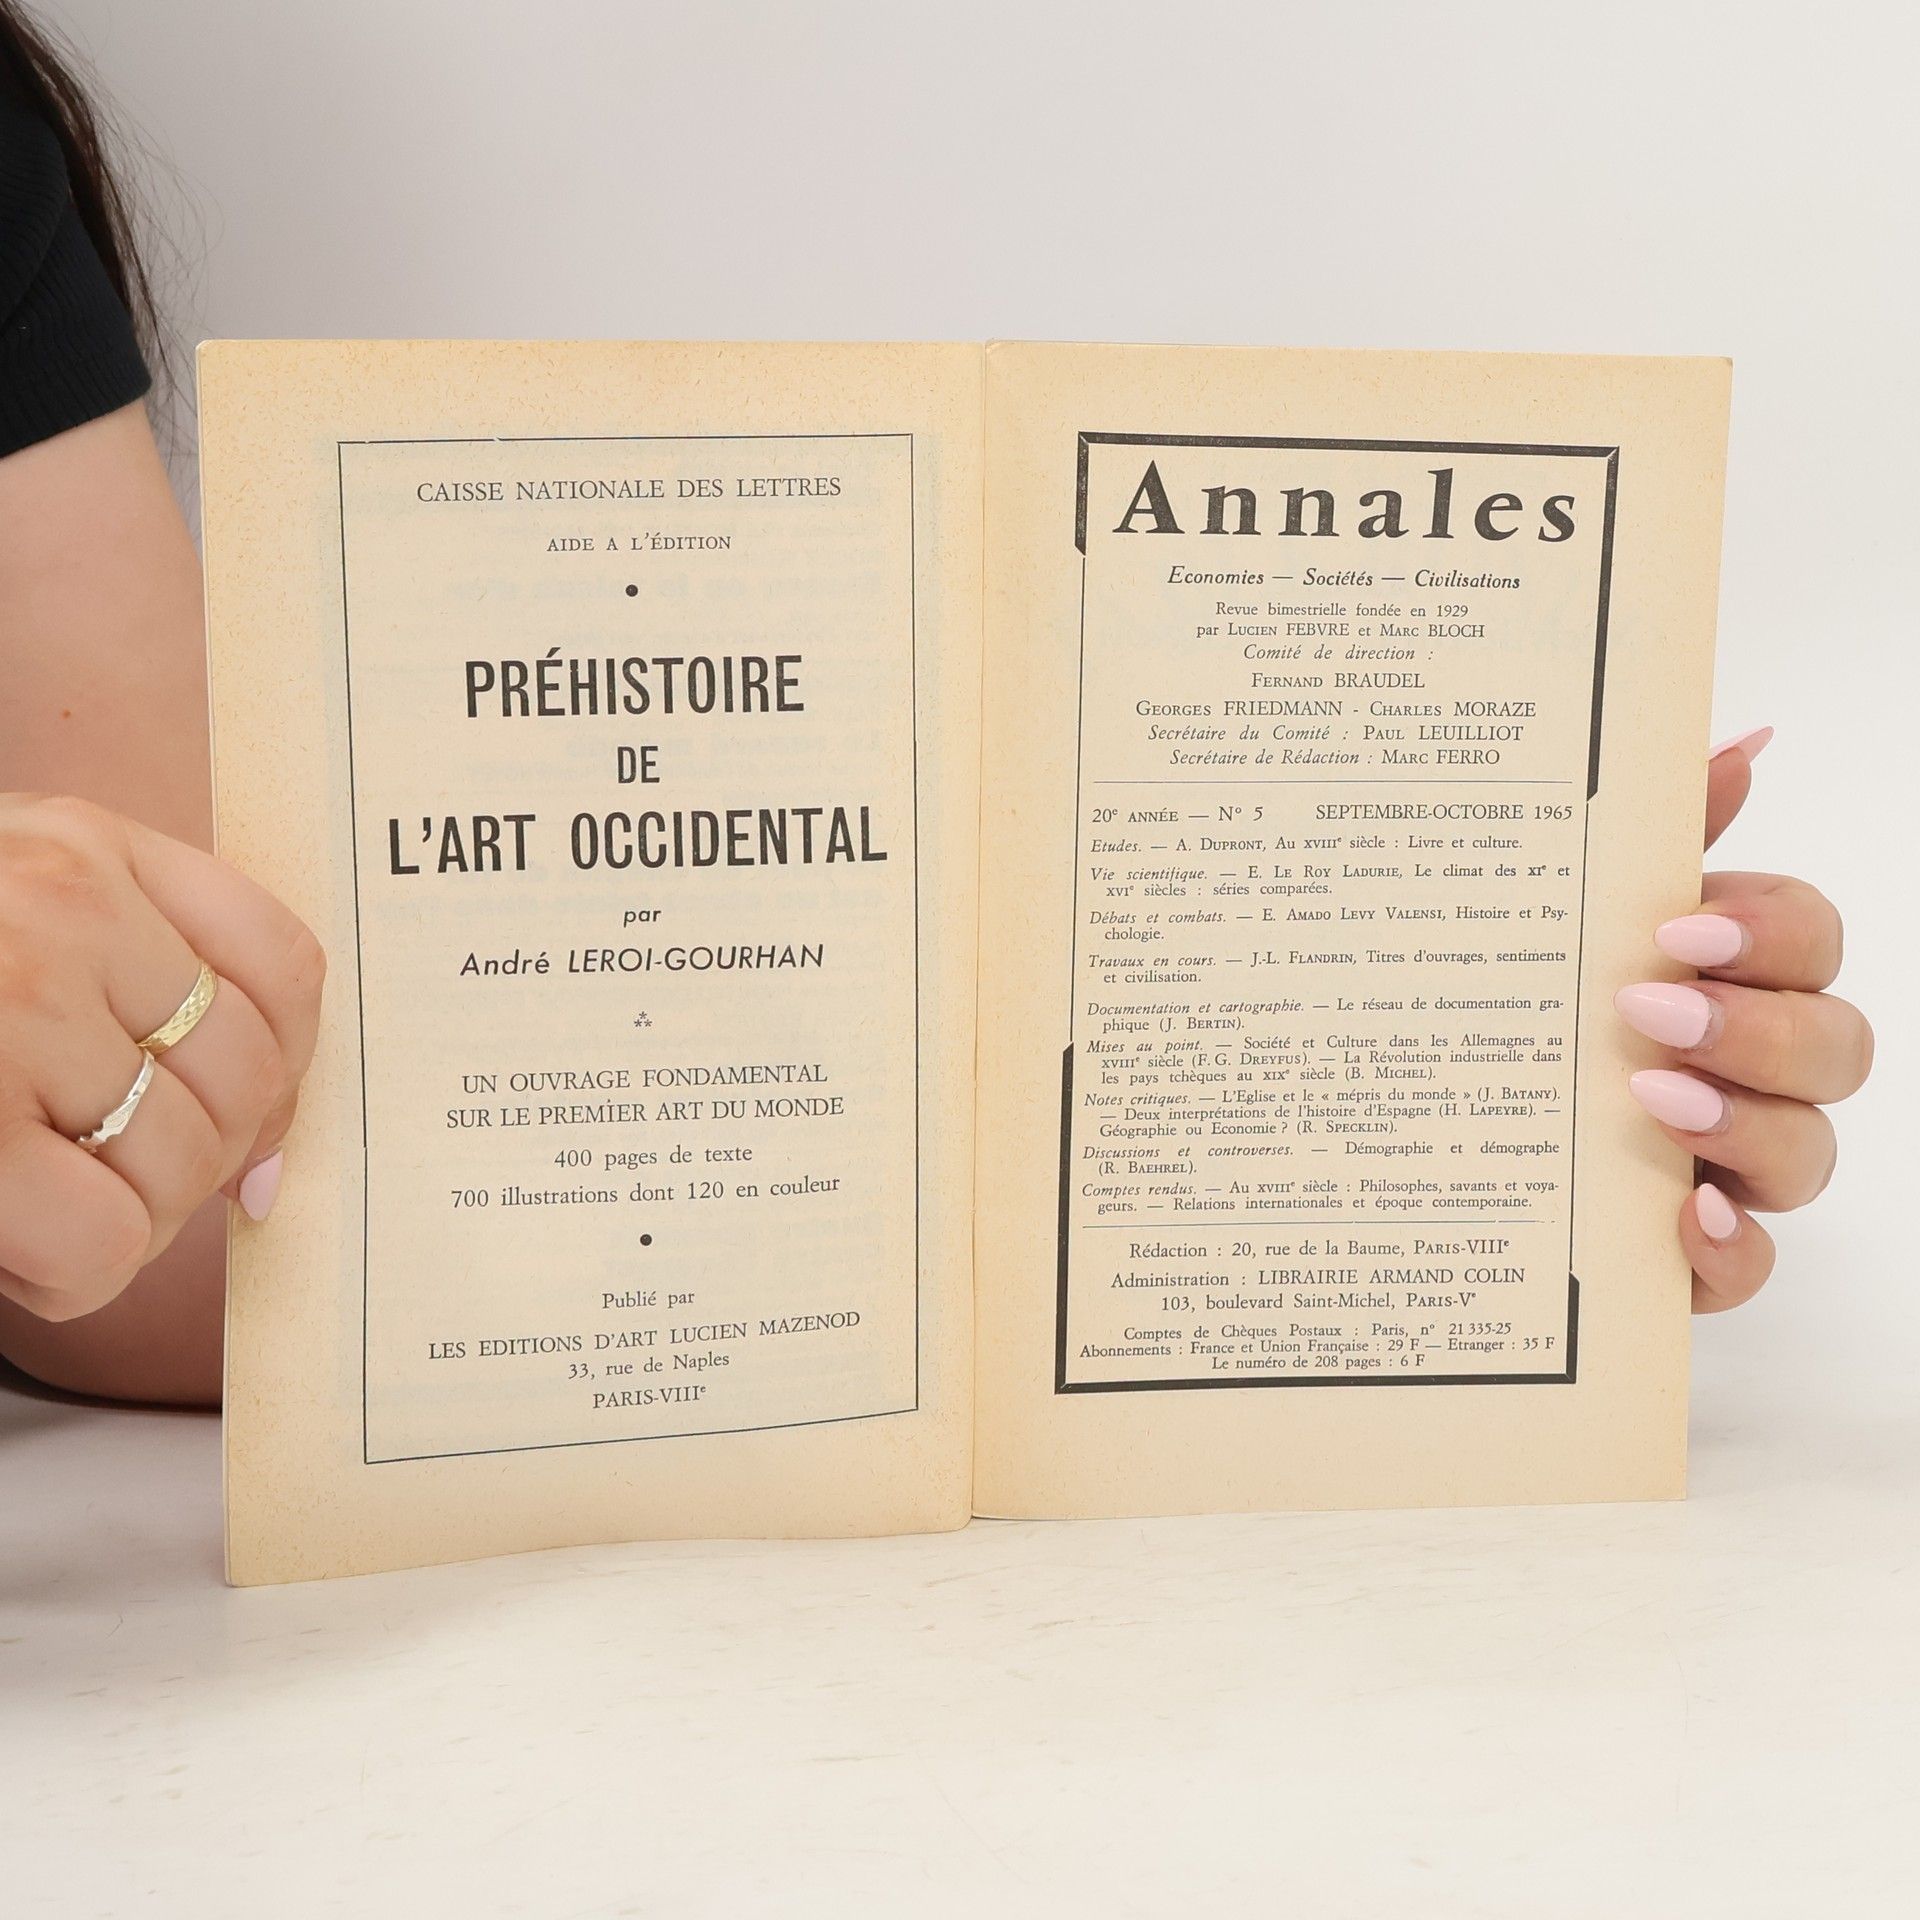 CAISSE NATIONALE DES LETTRES
AIDE A L'ÉDITION
PRÉHISTOIRE
DE
L'ART OCCIDENTAL
par
André LEROI-GOURHAN
UN OUVRAGE FONDAMENTAL
SUR LE PREMIER ART DU MONDE
400 pages de texte
700 illustrations dont 120 en couleur
Publié par
LES EDITIONS D'ART LUCIEN MAZENOD
33, rue de Naples
PARIS-VIIIe
Annales
Economies — Sociétés — Civilisations
Revue bimestrielle fondée en 1929
par LUCIEN FEBVRE et MARC BLOCH
Comité de direction :
FERNAND BRAUDEL
GEORGES FRIEDMANN - CHARLES MORAZE
Secrétaire du Comité : PAUL LEUILLIOT
Secrétaire de Rédaction : MARC FERRO
20e ANNÉE — No 5 SEPTEMBRE-OCTOBRE 1965
Etudes. — A. DUPRONT, Au XVIIIe siècle : Livre et culture.
Vie scientifique. — E. LE ROY LADURIE, Le climat des XIe et
XVIe siècles : séries comparées.
Débats et combats. — E. AMADO LEVY VALENSI, Histoire et Psy-
chologie.
Travaux en cours. — J.-L. FLANDRIN, Titres d'ouvrages, sentiments
et civilisation.
Documentation et cartographie. — Le réseau de documentation gra-
phique (J. BERTIN).
Mises au point. — Société et Culture dans les Allemagnes au
XVIIIe siècle (F. G. DREYFUS). — La Révolution industrielle dans
les pays tchèques au XIXe siècle (B. MICHEL).
Notes critiques. — L'Eglise et le « mépris du monde » (J. BATANY).
— Deux interprétations de l'histoire d'Espagne (H. LAPEYRE). —
Géographie ou Economie ? (R. SPECKLIN).
Discussions et controverses. — Démographie et démographe
(R. BAEHREL).
Comptes rendus. — Au XVIIIe siècle : Philosophes, savants et voya-
geurs. — Relations internationales et époque contemporaine.
Rédaction : 20, rue de la Baume, PARIS-VIIIe
Administration : LIBRAIRIE ARMAND COLIN
103, boulevard Saint-Michel, PARIS-Ve
Comptes de Chèques Postaux : Paris, no 21 335-25
Abonnements : France et Union Française : 29 F — Etranger : 35 F
Le numéro de 208 pages : 6 F